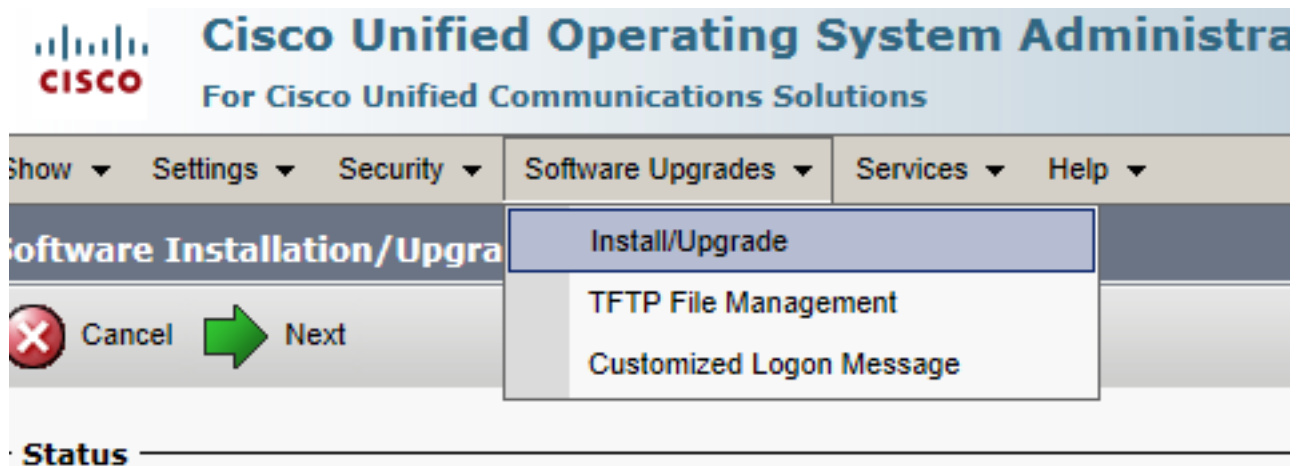 Cisco Unified Operating System Administra
CISCO
For Cisco Unified Communications Solutions
Show Settings Security Software Upgrades Services Help
Software Installation/Upgra
Install/Upgrade
TFTP File Management
Cancel Next
Customized Logon Message
Status